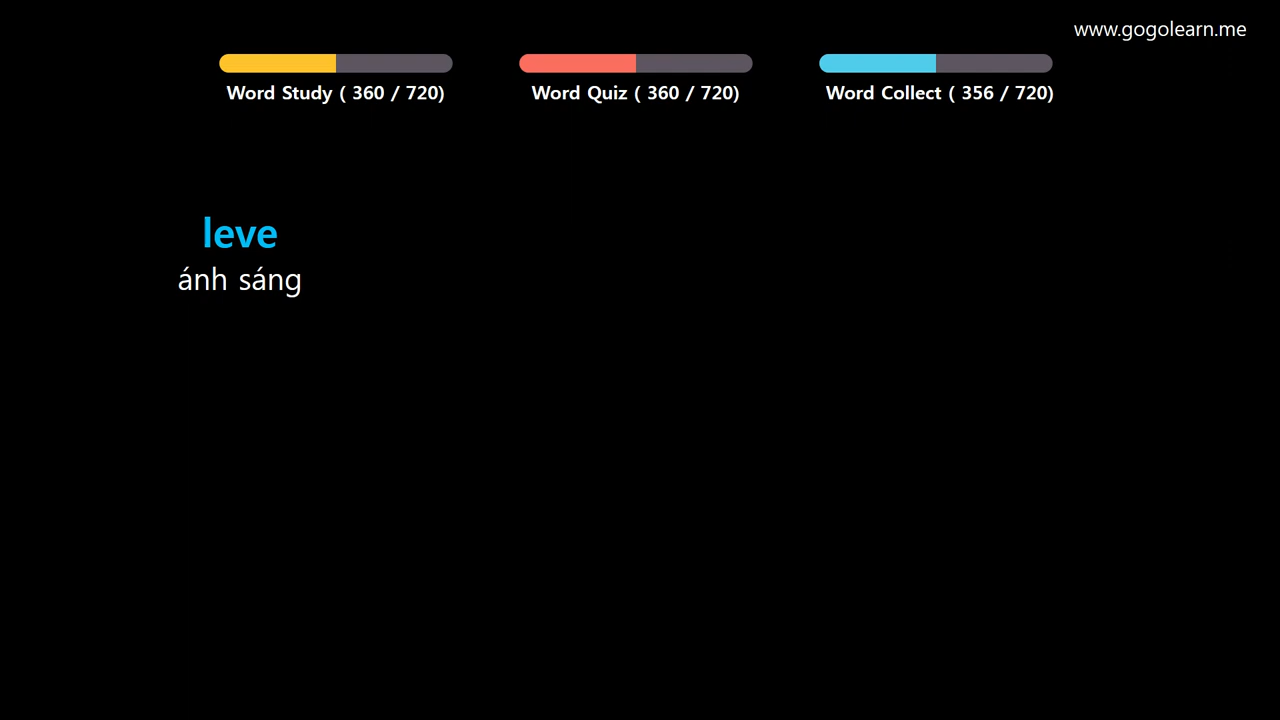 www.gogolearn.me
Word Study ( 360 / 720)
Word Quiz ( 360 / 720)
Word Collect ( 356 / 720)
leve
ánh sáng